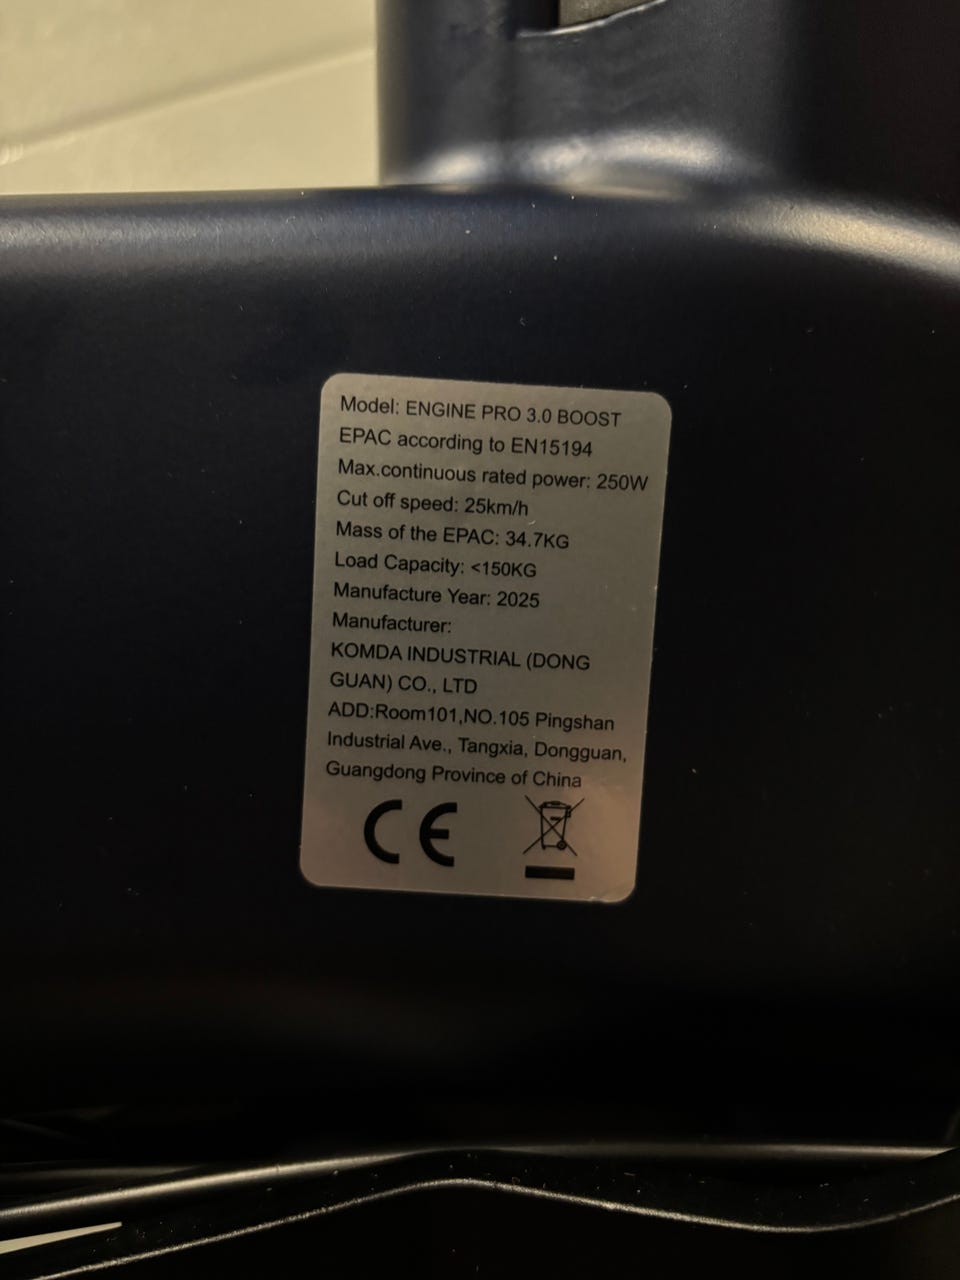 Model: ENGINE PRO 3.0 BOOST
EPAC according to EN15194
Max.continuous rated power: 250W
Cut off speed: 25km/h
Mass of the EPAC: 34.7KG
Load Capacity: <150KG
Manufacture Year: 2025
Manufacturer:
KOMDA INDUSTRIAL (DONG
GUAN) CO., LTD
ADD:Room101,NO.105 Pingshan
Industrial Ave., Tangxia, Dongguan,
Guangdong Province of China
CE